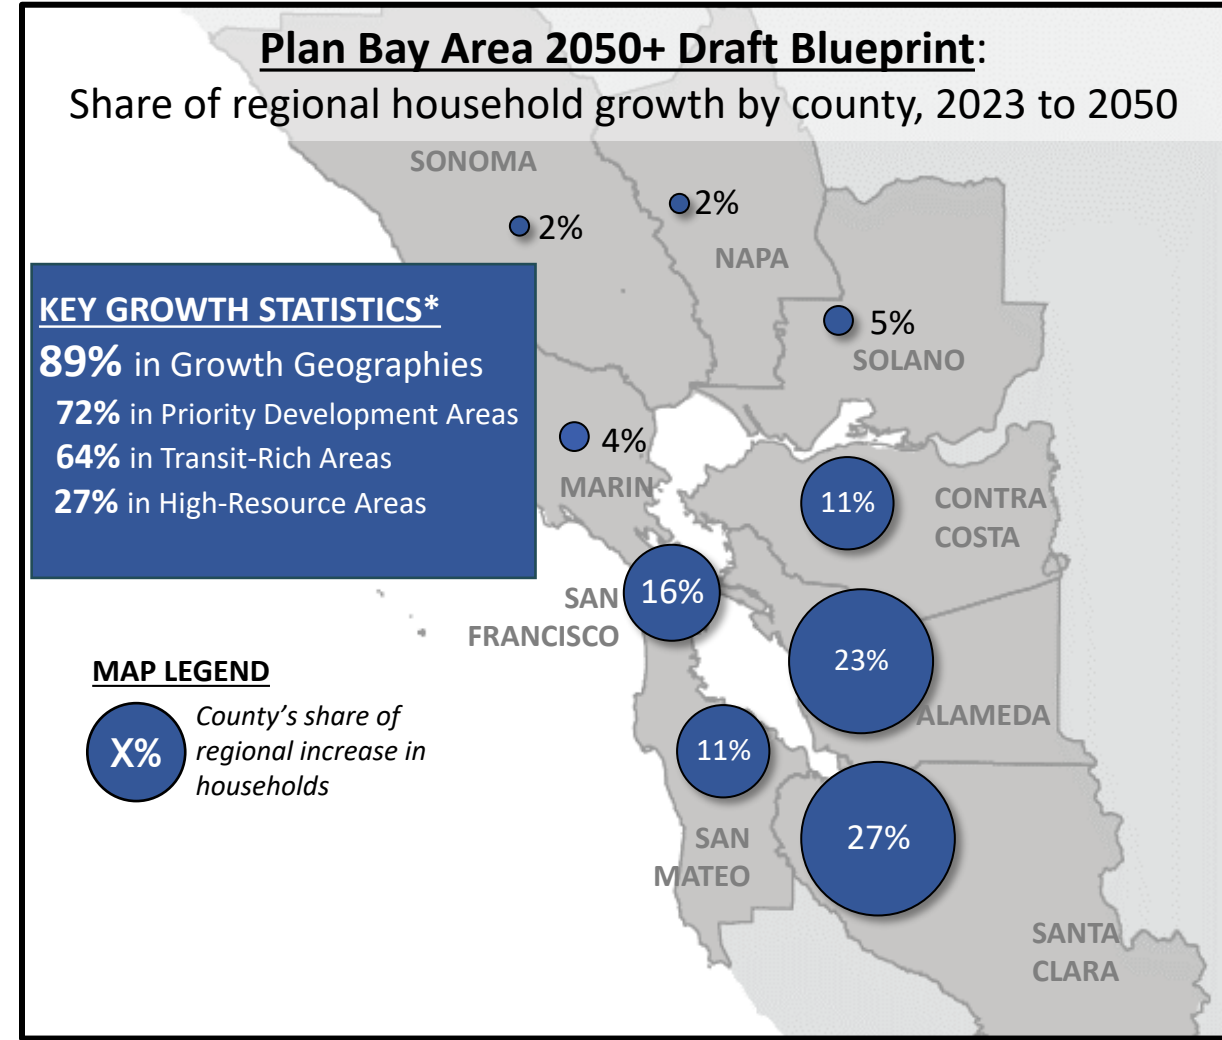 Plan Bay Area 2050+ Draft Blueprint:
Share of regional household growth by county, 2023 to 2050
SONOMA
2%
2%
NAPA
5%
SOLANO
KEY GROWTH STATISTICS*
89% in Growth Geographies
72% in Priority Development Areas
64% in Transit-Rich Areas
27% in High-Resource Areas
4%
MARIN
11%
CONTRA
COSTA
16%
SAN
FRANCISCO
23%
ALAMEDA
MAP LEGEND
X%
County's share of
regional increase in
households
11%
SAN
MATEO
27%
SANTA
CLARA